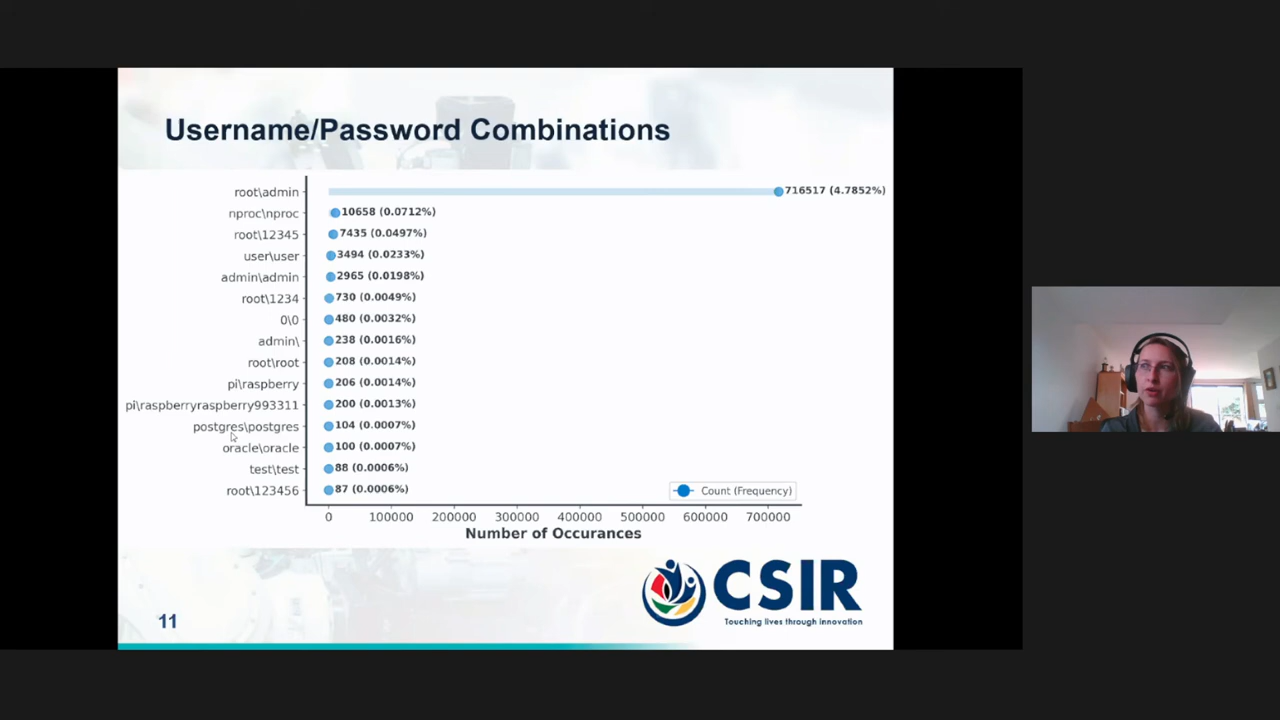 Username/Password Combinations
root\admin 716517 (4.7852%)
nproc\nproc 10658 (0.0712%)
root\12345 7435 (0.0497%)
user\user 3494 (0.0233%)
admin\admin 2965 (0.0198%)
root\1234 730 (0.0049%)
0\0 480 (0.0032%)
admin\ 238 (0.0016%)
root\root 208 (0.0014%)
pi\raspberry 206 (0.0014%)
pi\raspberryraspberry993311 200 (0.0013%)
postgres\postgres 104 (0.0007%)
oracle\oracle 100 (0.0007%)
test\test 88 (0.0006%)
root\123456 87 (0.0006%)
Count (Frequency)
0 100000 200000 300000 400000 500000 600000 700000
Number of Occurances
CSIR
Touching lives through innovation
11